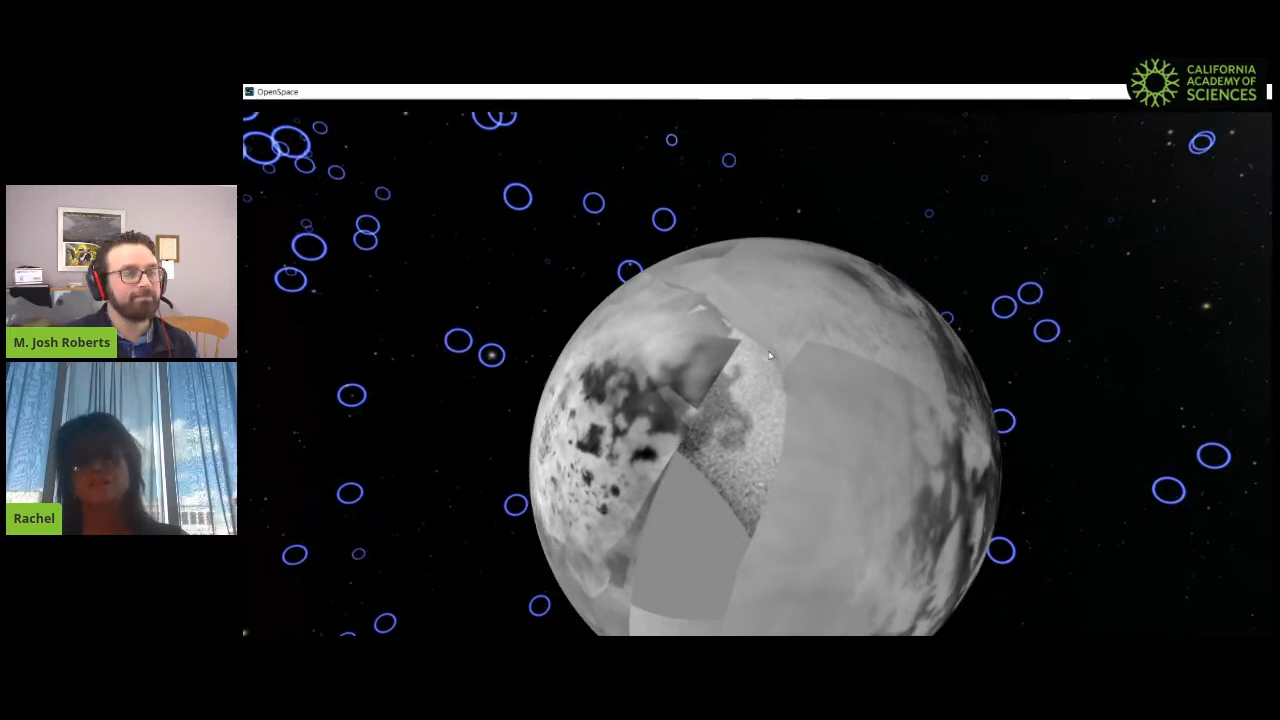 CALIFORNIA
ACADEMY OF
SCIENCES
OpenSpace
M. Josh Roberts
Rachel